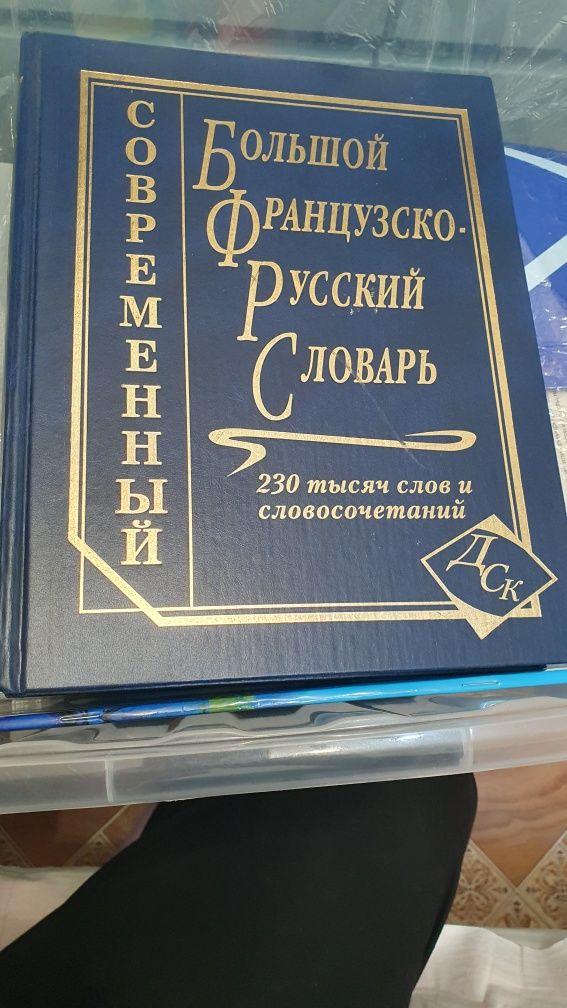 СОВРЕМЕННЫЙ
БОЛЬШОЙ
ФРАНЦУЗСКО-
РУССКИЙ
СЛОВАРЬ
230 тысяч слов и
словосочетаний
ДСК